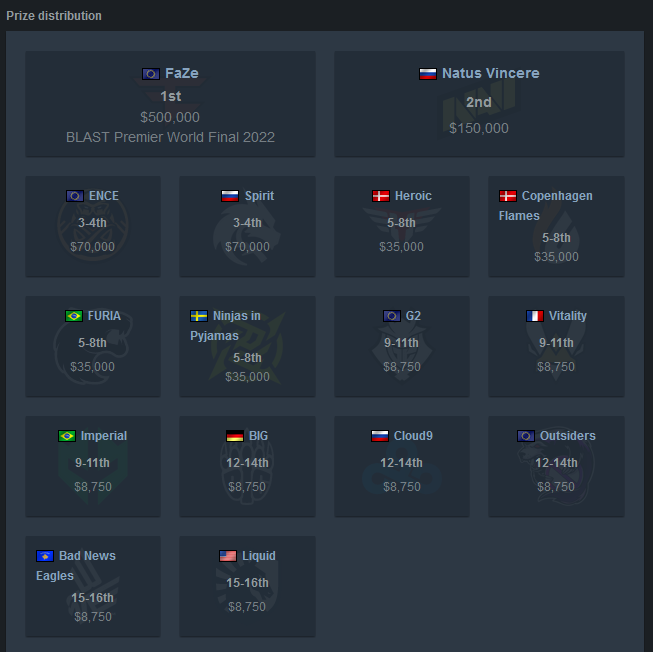 Prize distribution
FaZe
1st
$500,000
BLAST Premier World Final 2022
Natus Vincere
2nd
$150,000
ENCE
3-4th
$70,000
Spirit
3-4th
$70,000
Heroic
5-8th
$35,000
Copenhagen
Flames
5-8th
$35,000
FURIA
5-8th
$35,000
Ninjas in
Pyjamas
5-8th
$35,000
G2
9-11th
$8,750
Vitality
9-11th
$8,750
Imperial
9-11th
$8,750
BIG
12-14th
$8,750
Cloud9
12-14th
$8,750
Outsiders
12-14th
$8,750
Bad News
Eagles
15-16th
$8,750
Liquid
15-16th
$8,750